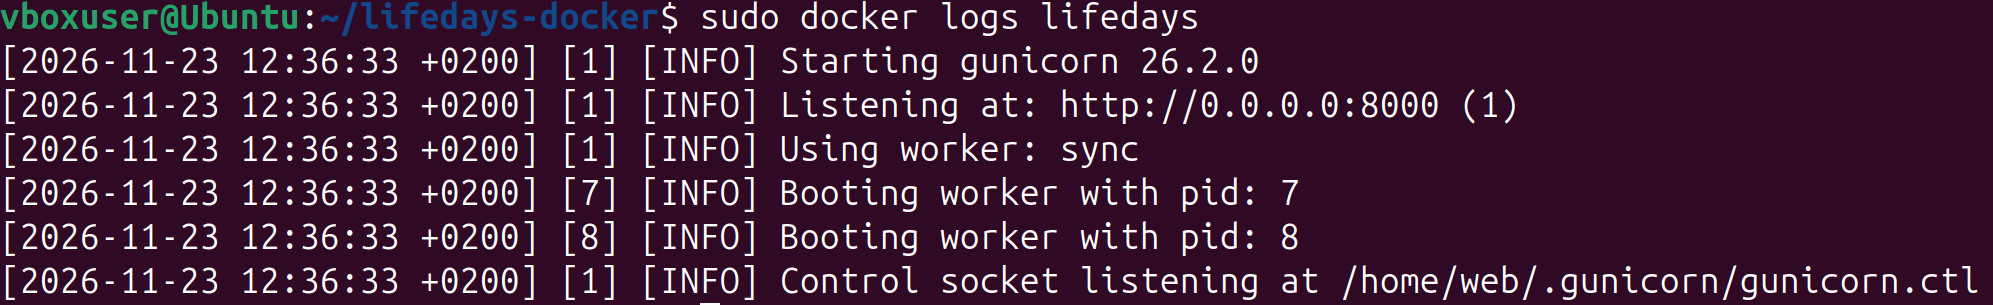 vboxuser@Ubuntu:~/lifedays-docker$ sudo docker logs lifedays
[2026-11-23 12:36:33 +0200] [1] [INFO] Starting gunicorn 26.2.0
[2026-11-23 12:36:33 +0200] [1] [INFO] Listening at: http://0.0.0.0:8000 (1)
[2026-11-23 12:36:33 +0200] [1] [INFO] Using worker: sync
[2026-11-23 12:36:33 +0200] [7] [INFO] Booting worker with pid: 7
[2026-11-23 12:36:33 +0200] [8] [INFO] Booting worker with pid: 8
[2026-11-23 12:36:33 +0200] [1] [INFO] Control socket listening at /home/web/.gunicorn/gunicorn.ctl